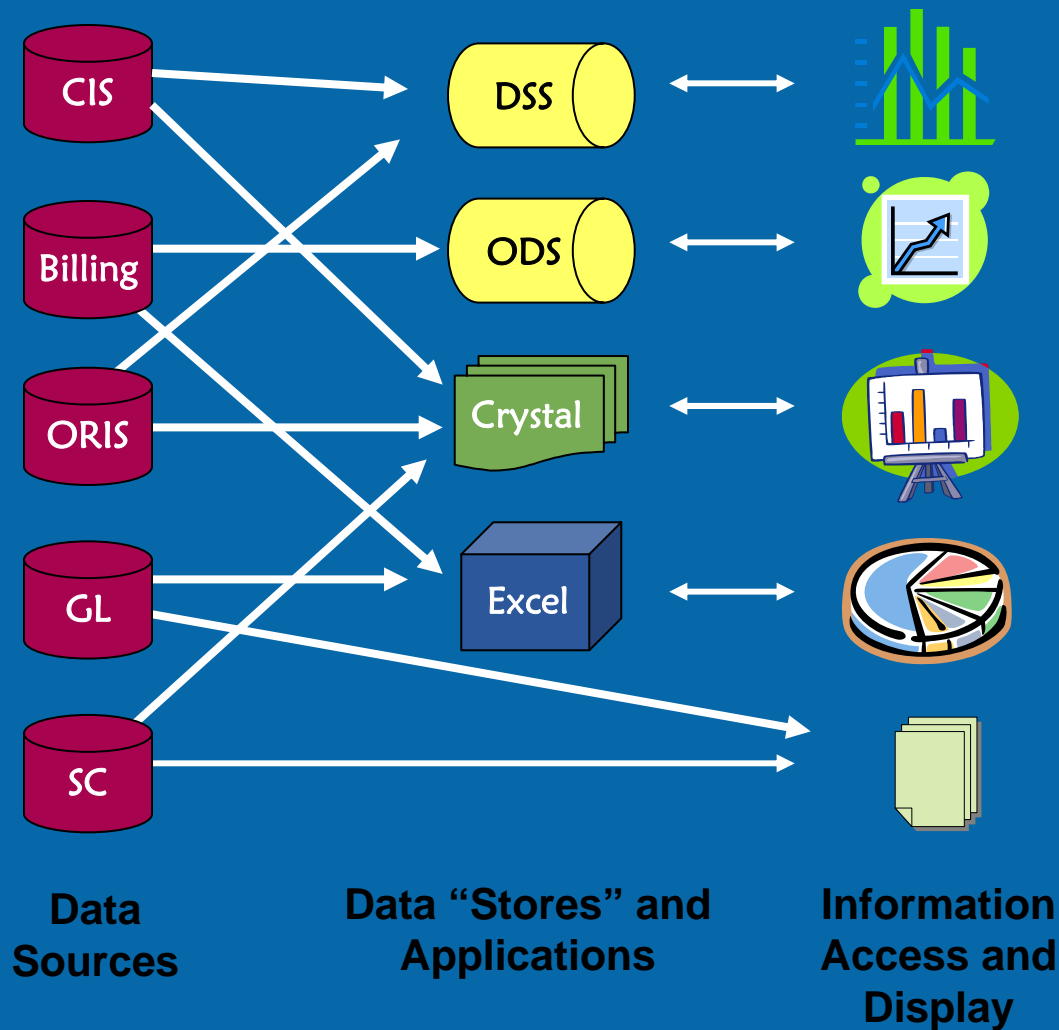 CIS
DSS
Billing
ODS
ORIS
Crystal
GL
Excel
SC
Data
Sources
Data “Stores” and
Applications
Information
Access and
Display